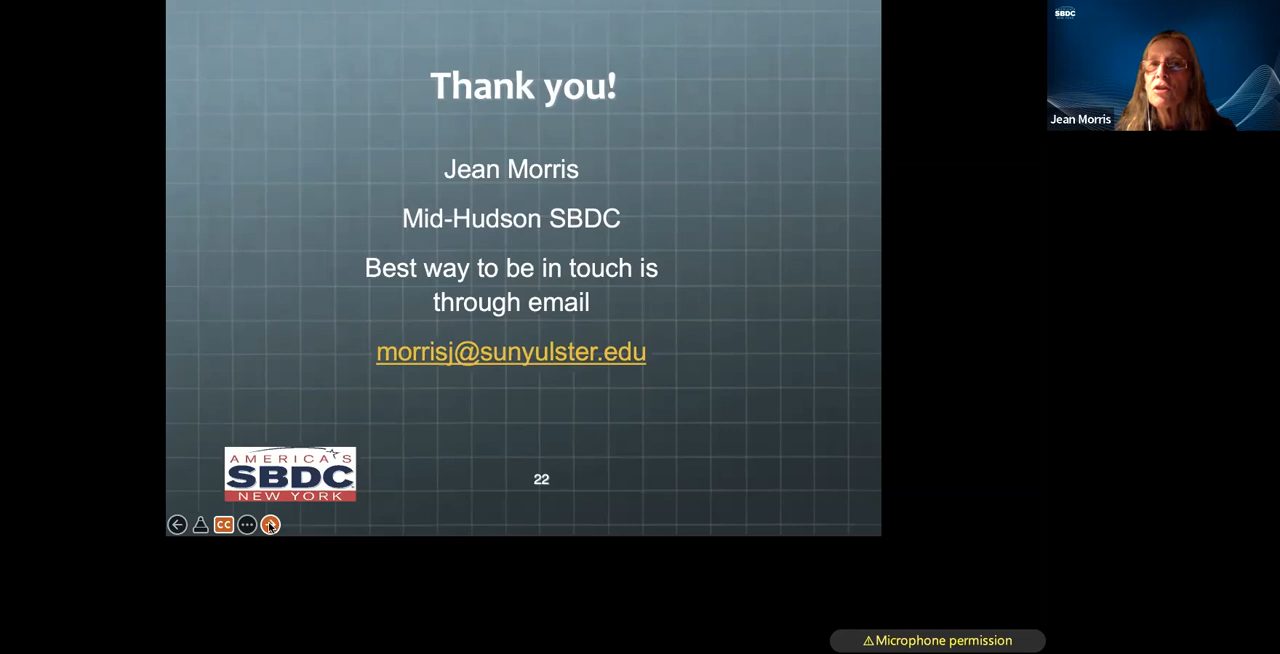 Thank you!
Jean Morris
Mid-Hudson SBDC
Best way to be in touch is
through email
morrisj@sunyulster.edu
AMERICA'S
SBDC
NEW YORK
22
CC
SBDC
Jean Morris
⚠Microphone permission